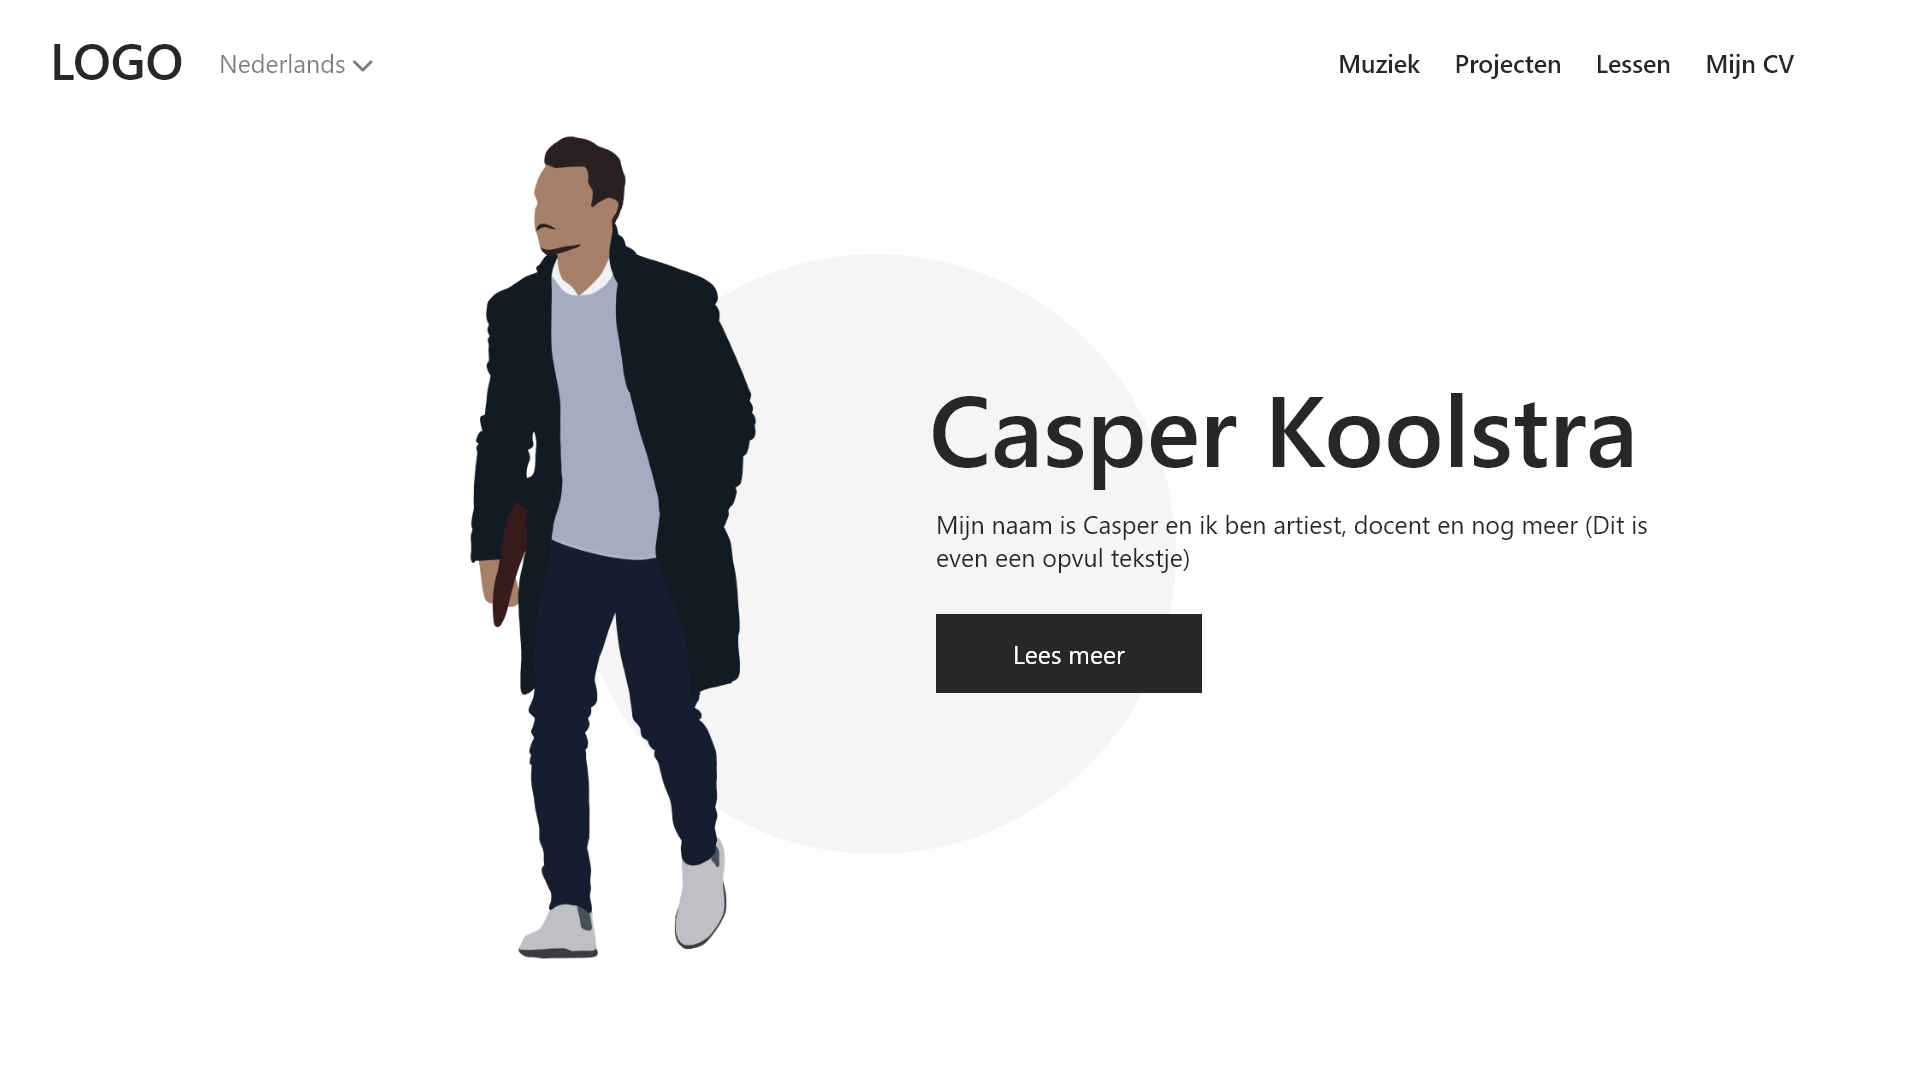 LOGO
Nederlands
Muziek
Projecten
Lessen
Mijn CV
Casper Koolstra
Mijn naam is Casper en ik ben artiest, docent en nog meer (Dit is
even een opvul tekstje)
Lees meer